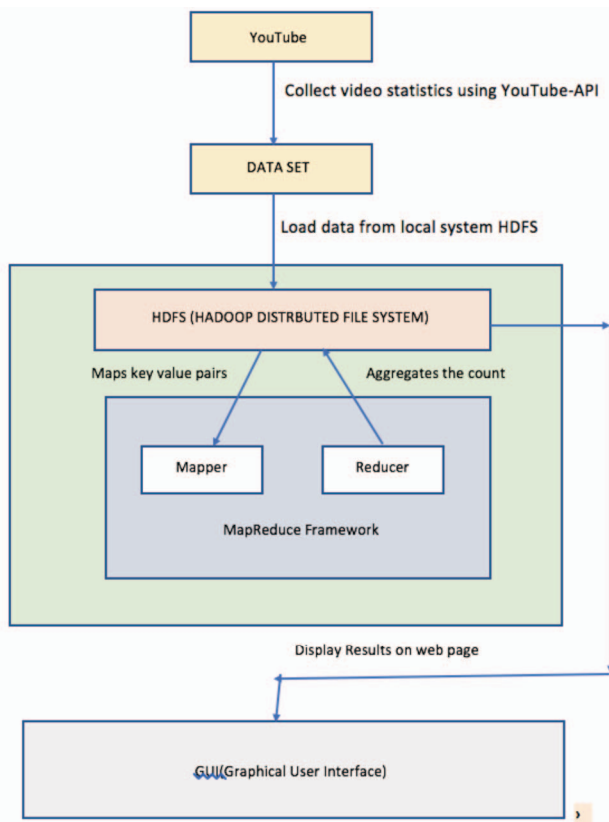 YouTube
Collect video statistics using YouTube-API
DATA SET
Load data from local system HDFS
HDFS (HADOOP DISTRBUTED FILE SYSTEM)
Maps key value pairs
Aggregates the count
Mapper
Reducer
MapReduce Framework
Display Results on web page
GUI(Graphical User Interface)